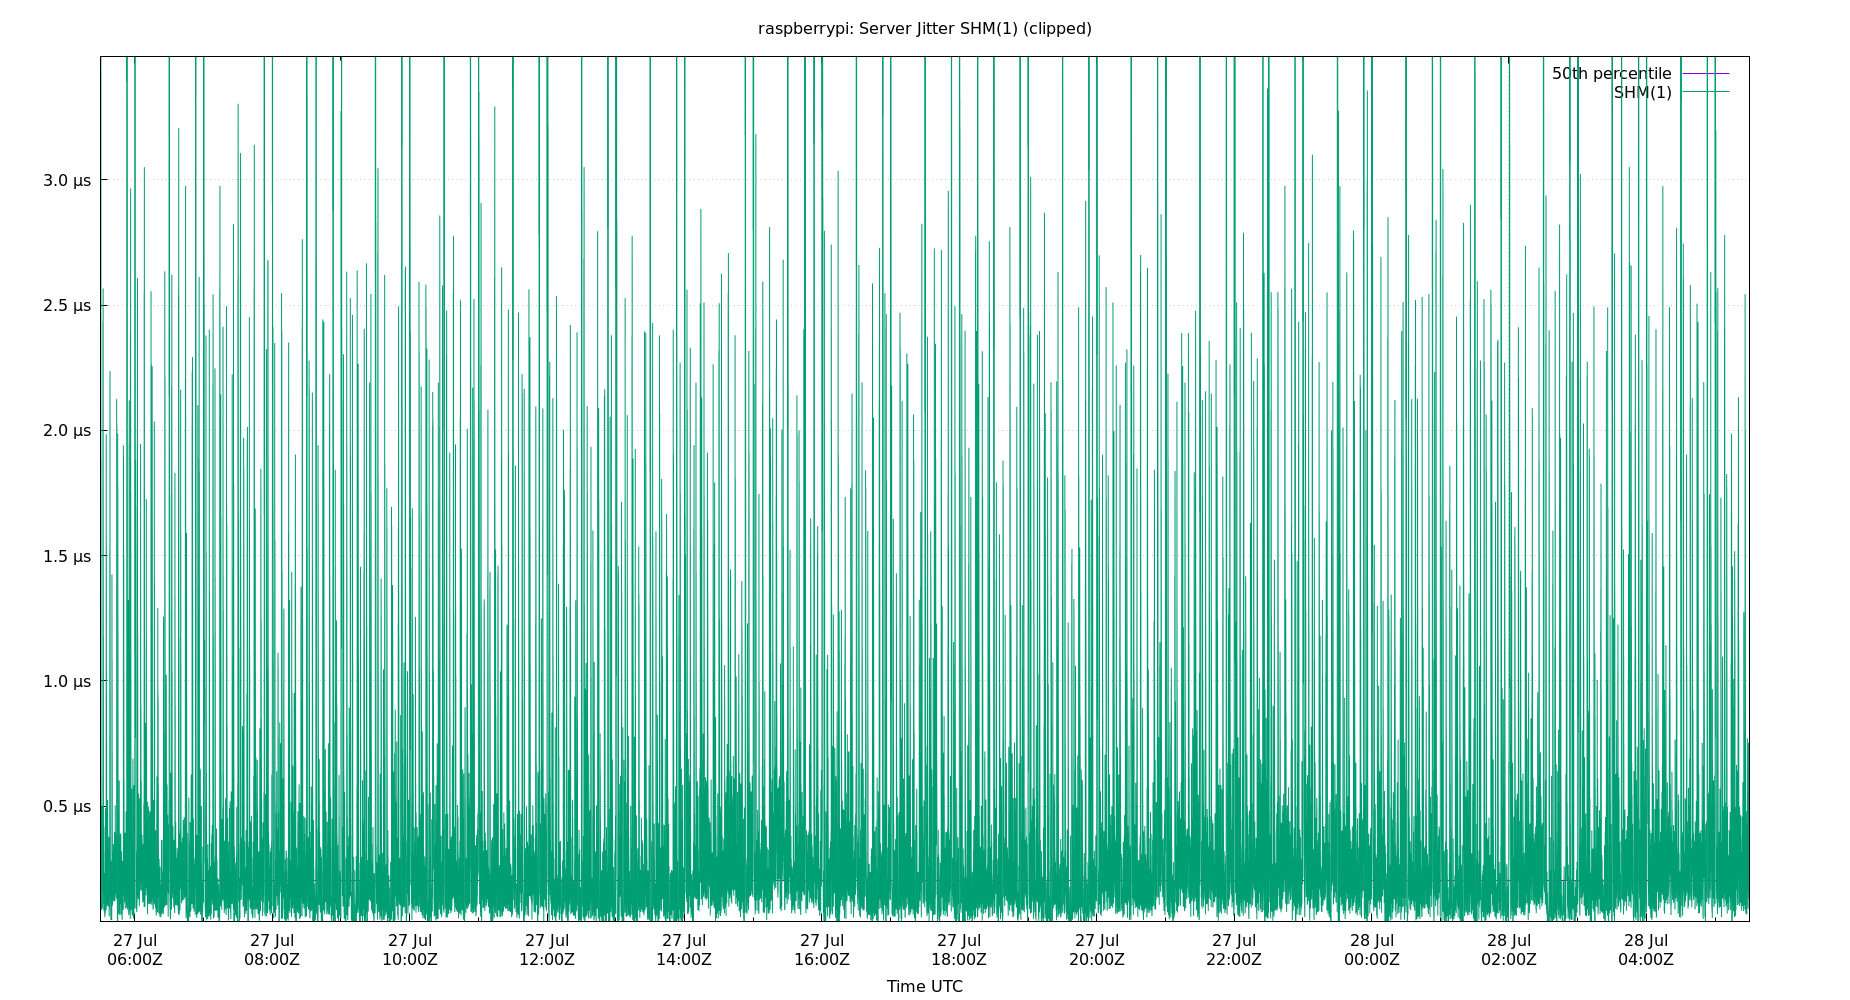 raspberrypi: Server Jitter SHM(1) (clipped)
50th percentile
SHM(1)
3.0 µs
2.5 µs
2.0 µs
1.5 µs
1.0 µs
0.5 µs
27 Jul 27 Jul 27 Jul 27 Jul 27 Jul 27 Jul 27 Jul 27 Jul 27 Jul 28 Jul 28 Jul 28 Jul
06:00Z 08:00Z 10:00Z 12:00Z 14:00Z 16:00Z 18:00Z 20:00Z 22:00Z 00:00Z 02:00Z 04:00Z
Time UTC